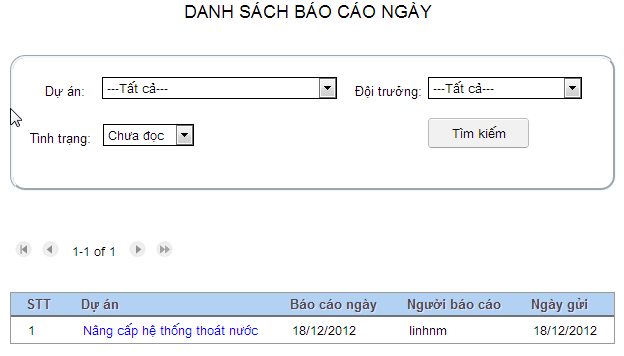 DANH SÁCH BÁO CÁO NGÀY
Dự án: ---Tất cả--- Đội trưởng: ---Tất cả---
Tình trạng: Chưa đọc Tìm kiếm
1-1 of 1
STT Dự án Báo cáo ngày Người báo cáo Ngày gửi
1 Nâng cấp hệ thống thoát nước 18/12/2012 linhnm 18/12/2012